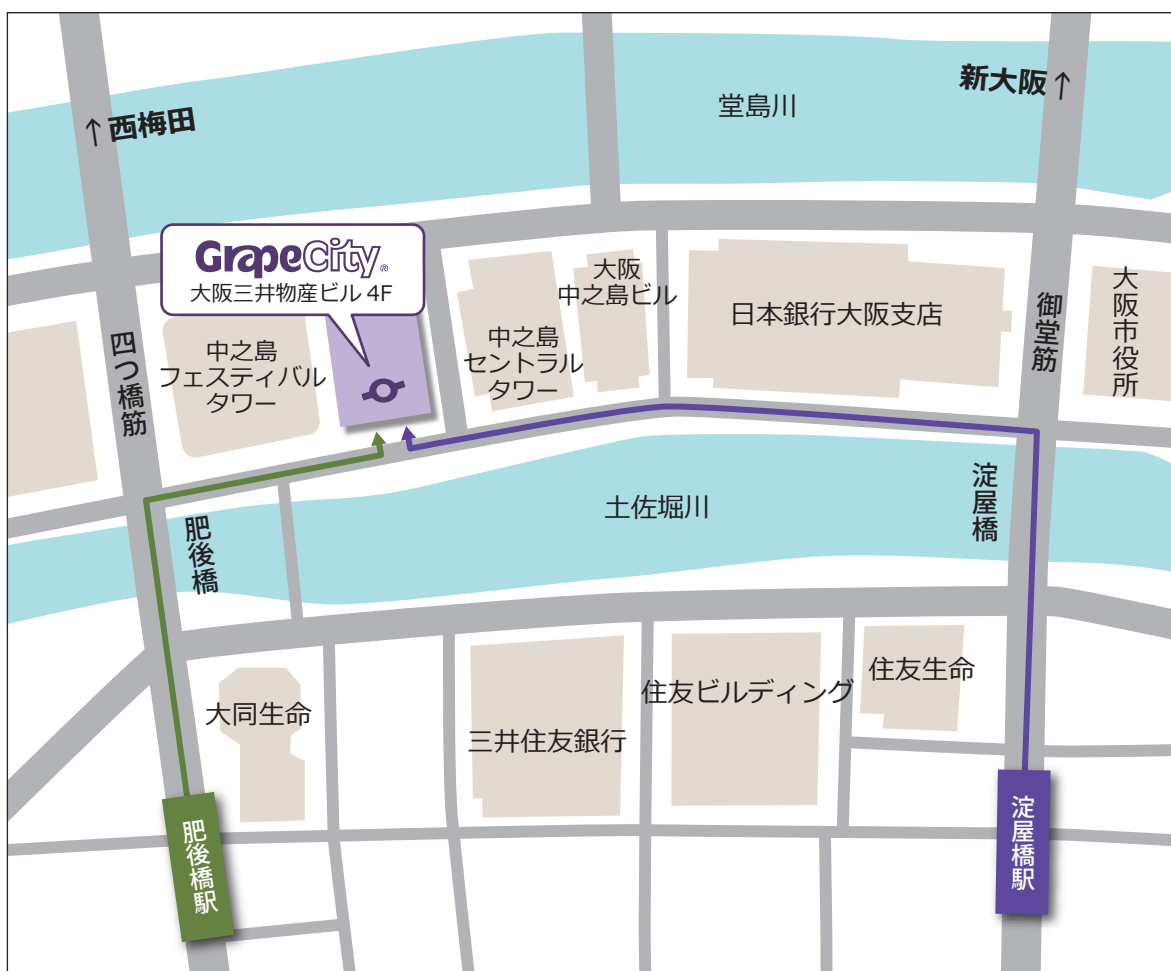 新大阪↑
堂島川
↑西梅田
GrapeCity®
大阪三井物産ビル 4F
大阪
中之島ビル
日本銀行大阪支店
大阪市役所
御堂筋
四つ橋筋
中之島
フェスティバル
タワー
中之島
セントラル
タワー
淀屋橋
土佐堀川
肥後橋
住友生命
住友ビルディング
大同生命
三井住友銀行
肥後橋駅
淀屋橋駅